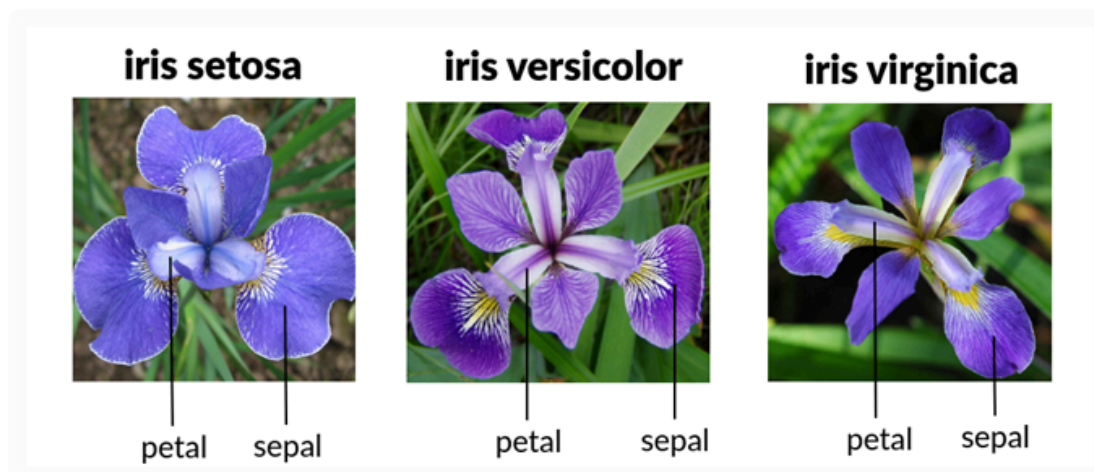 iris setosa
iris versicolor
iris virginica
petal
sepal
petal
sepal
petal
sepal